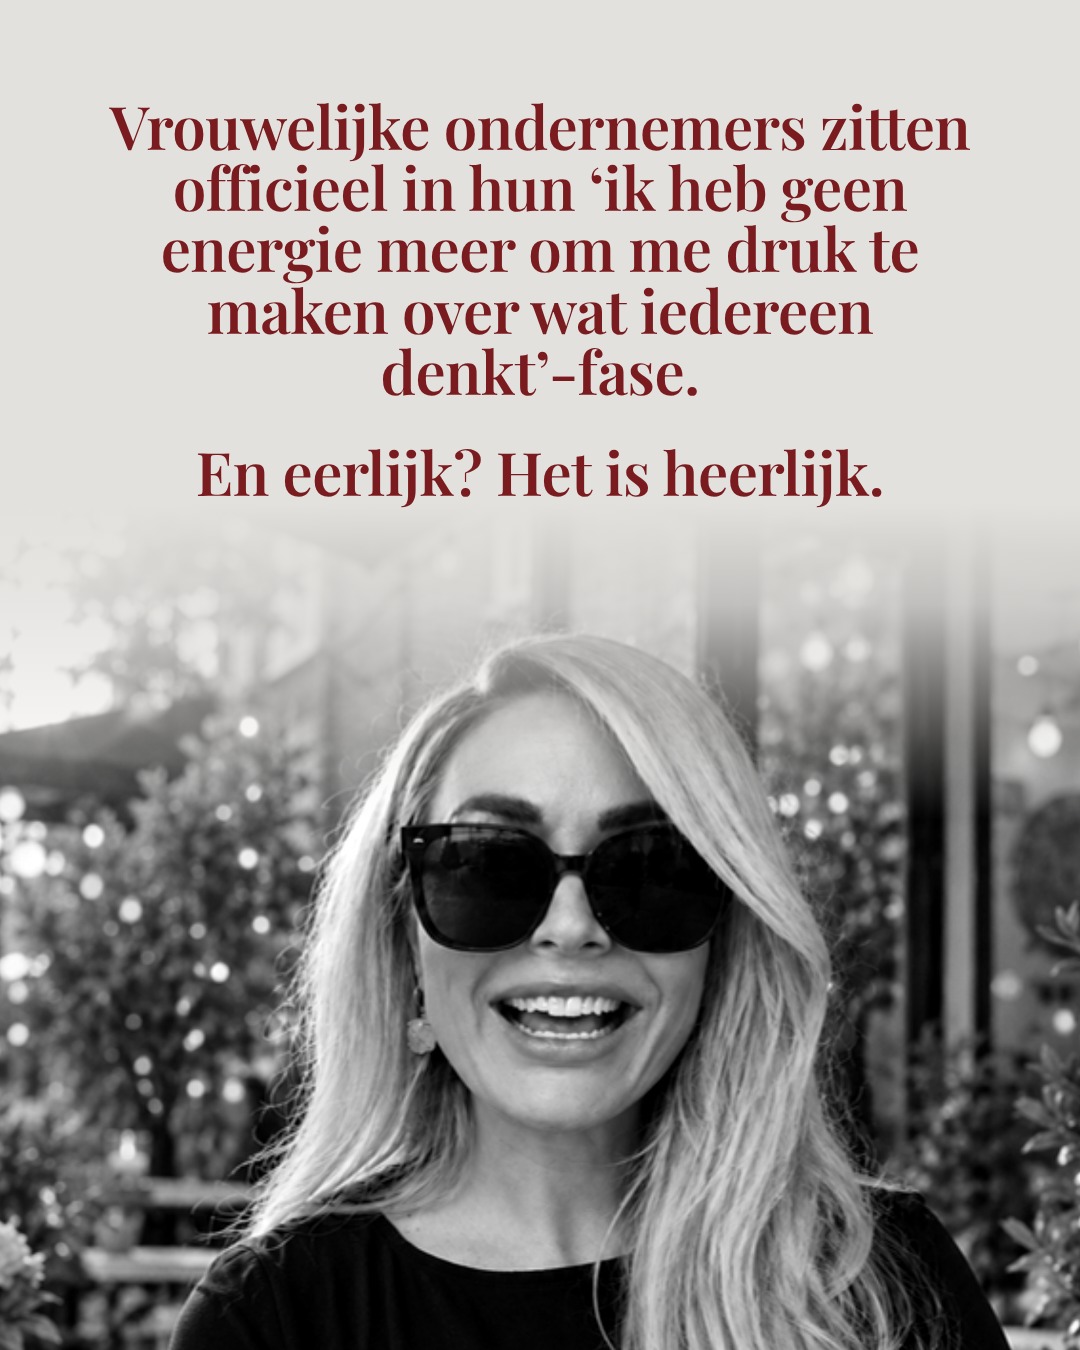 Vrouwelijke ondernemers zitten
officieel in hun ‘ik heb geen
energie meer om me druk te
maken over wat iedereen
denkt’-fase.
En eerlijk? Het is heerlijk.